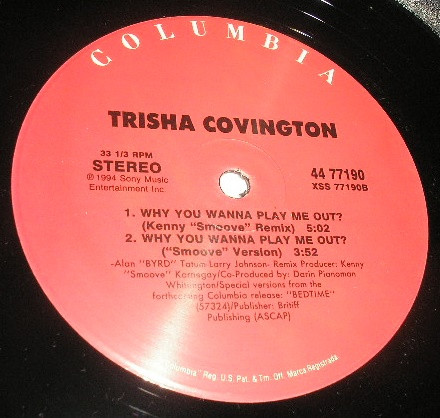 COLUMBIA
TRISHA COVINGTON
33 1/3 RPM
STEREO
℗ 1994 Sony Music
Entertainment Inc.
44 77190
XSS 77190B
1. WHY YOU WANNA PLAY ME OUT?
(Kenny "Smoove" Remix) 5:02
2. WHY YOU WANNA PLAY ME OUT?
("Smoove" Version) 3:52
-Alan "BYRD" Tatum-Larry Johnson- Remix Producer: Kenny
"Smoove" Kornegay/Co-Produced by: Darin Pianoman
Whittington/Special versions from the
forthcoming Columbia release: "BEDTIME"
(57324)/Publisher: Britiff
Publishing (ASCAP)
Columbia" Reg. U.S. Pat. & Tm. Off. Marca Registrada.